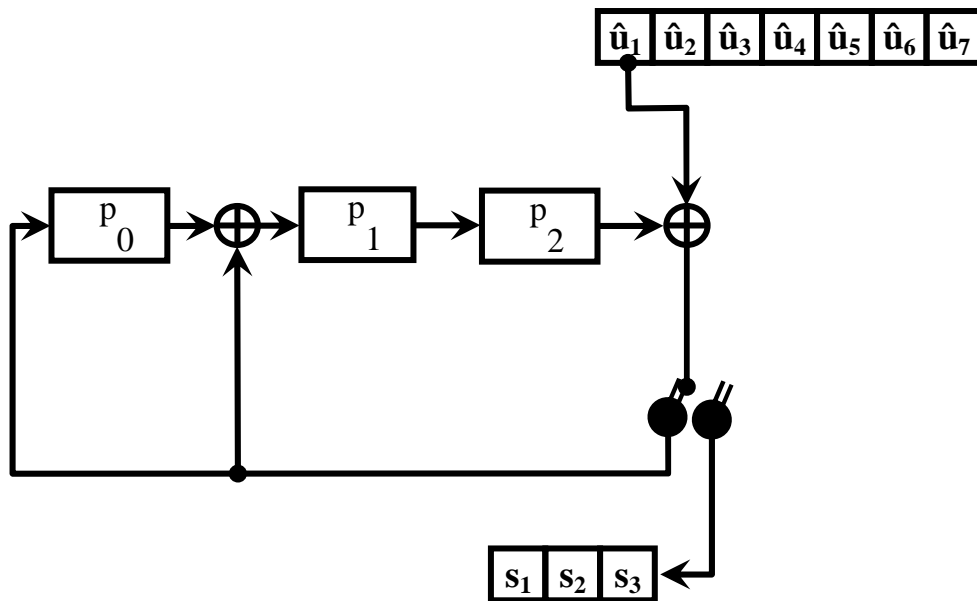 û₁ û₂ û₃ û₄ û₅ û₆ û₇
p₀ p₁ p₂
s₁ s₂ s₃